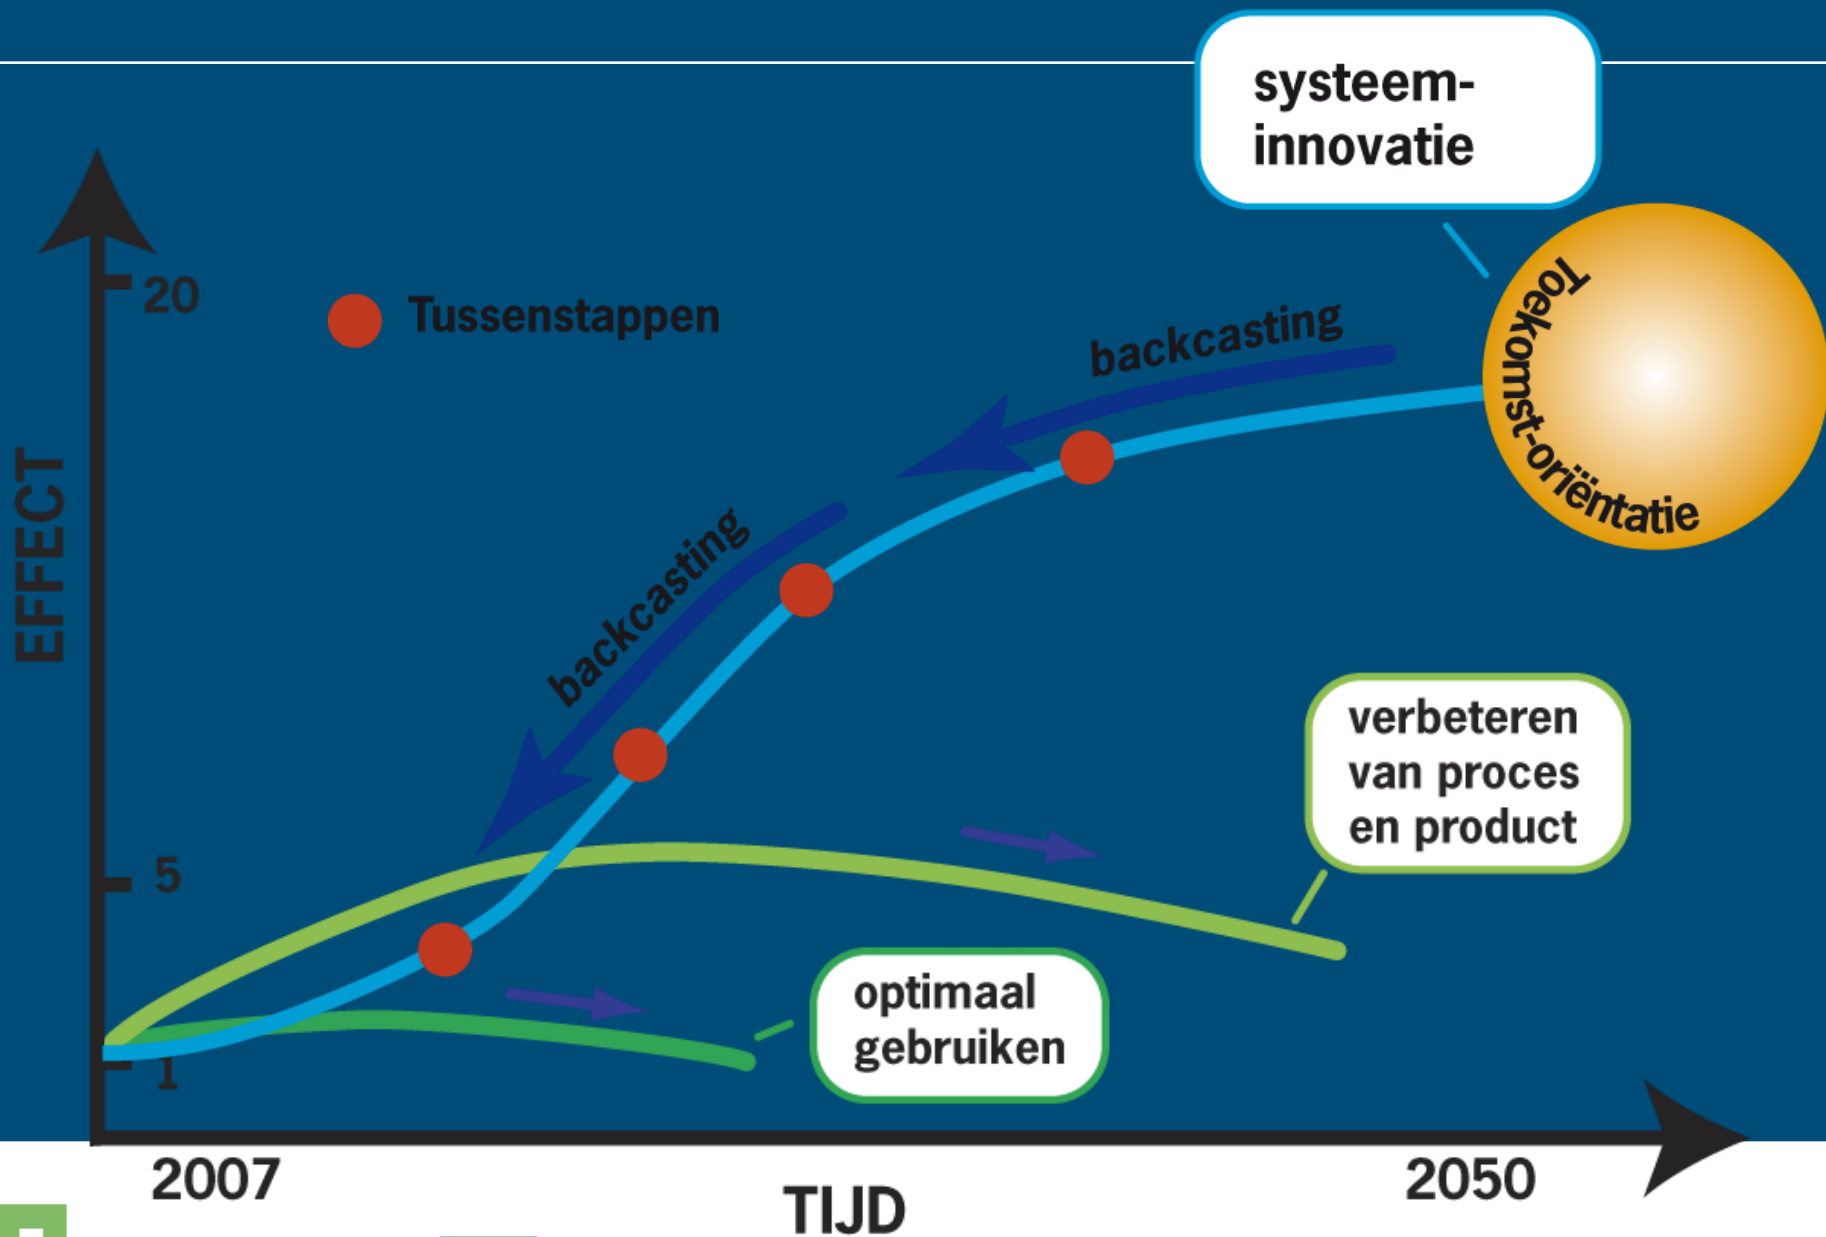 systeem-
innovatie
20
Tussenstappen
backcasting
Toekomst-oriëntatie
EFFECT
backcasting
verbeteren
van proces
en product
5
optimaal
gebruiken
1
2007
2050
TIJD